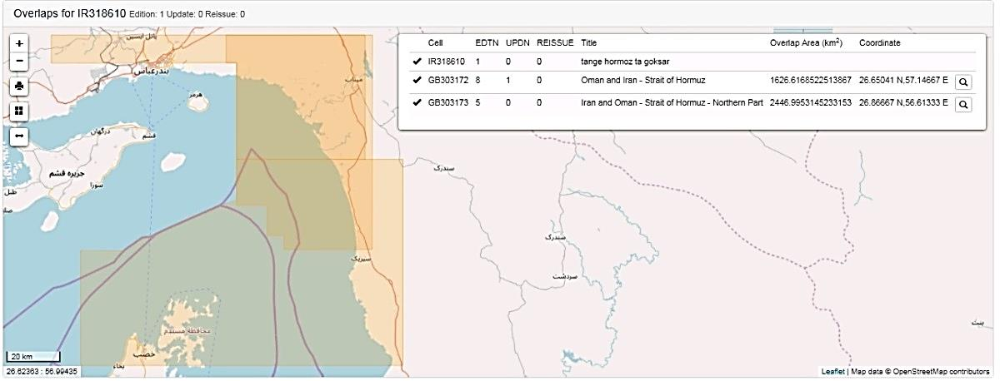 Overlaps for IR318610 Edition: 1 Update: 0 Reissue: 0
Cell EDTN UPDN REISSUE Title Overlap Area (km²) Coordinate
IR318610 1 0 0 tange hormoz ta goksar
GB303172 8 1 0 Oman and Iran - Strait of Hormuz 1626.6168522513867 26.65041 N,57.14667 E
GB303173 5 0 0 Iran and Oman - Strait of Hormuz - Northern Part 2446.9953145233153 26.86667 N,56.61333 E
+
−
بندرعباس
میناب
هرمز
درگهان
قشم
سندرک
جزیره قشم
سوزا
طبل
سندرک
سیریک
سردشت
بنت
محافظة مسندم
خصب
بخاء
20 km
26.62363 : 56.99435
Leaflet | Map data © OpenStreetMap contributors